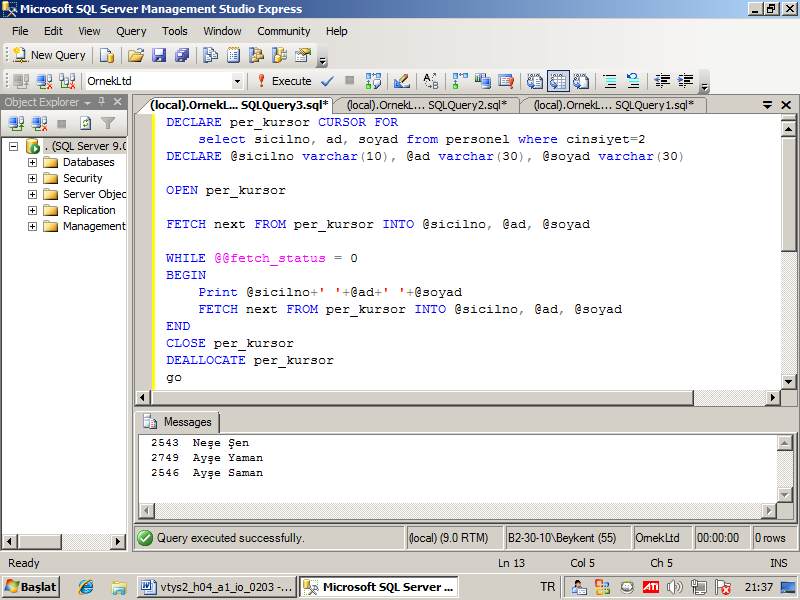 Microsoft SQL Server Management Studio Express
File Edit View Query Tools Window Community Help
New Query
OrnekLtd Execute
Object Explorer
(local).OrnekL... SQLQuery3.sql* (local).OrnekL... SQLQuery2.sql* (local).OrnekL... SQLQuery1.sql*
. (SQL Server 9.0
Databases
Security
Server Objec
Replication
Management
DECLARE per_kursor CURSOR FOR
select sicilno, ad, soyad from personel where cinsiyet=2
DECLARE @sicilno varchar(10), @ad varchar(30), @soyad varchar(30)
OPEN per_kursor
FETCH next FROM per_kursor INTO @sicilno, @ad, @soyad
WHILE @@fetch_status = 0
BEGIN
Print @sicilno+' '+@ad+' '+@soyad
FETCH next FROM per_kursor INTO @sicilno, @ad, @soyad
END
CLOSE per_kursor
DEALLOCATE per_kursor
go
Messages
2543 Neşe Şen
2749 Ayşe Yaman
2546 Ayşe Saman
Query executed successfully. (local) (9.0 RTM) B2-30-10\Beykent (55) OrnekLtd 00:00:00 0 rows
Ready Ln 13 Col 5 Ch 5 INS
Başlat vtys2_h04_a1_io_0203 -... Microsoft SQL Server ... TR ATI 21:37